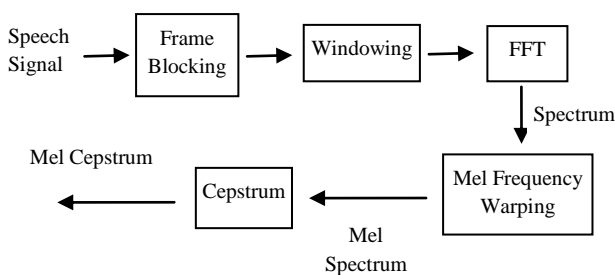 Speech
Signal
Frame
Blocking
Windowing
FFT
Spectrum
Mel Frequency
Warping
Mel
Spectrum
Cepstrum
Mel Cepstrum